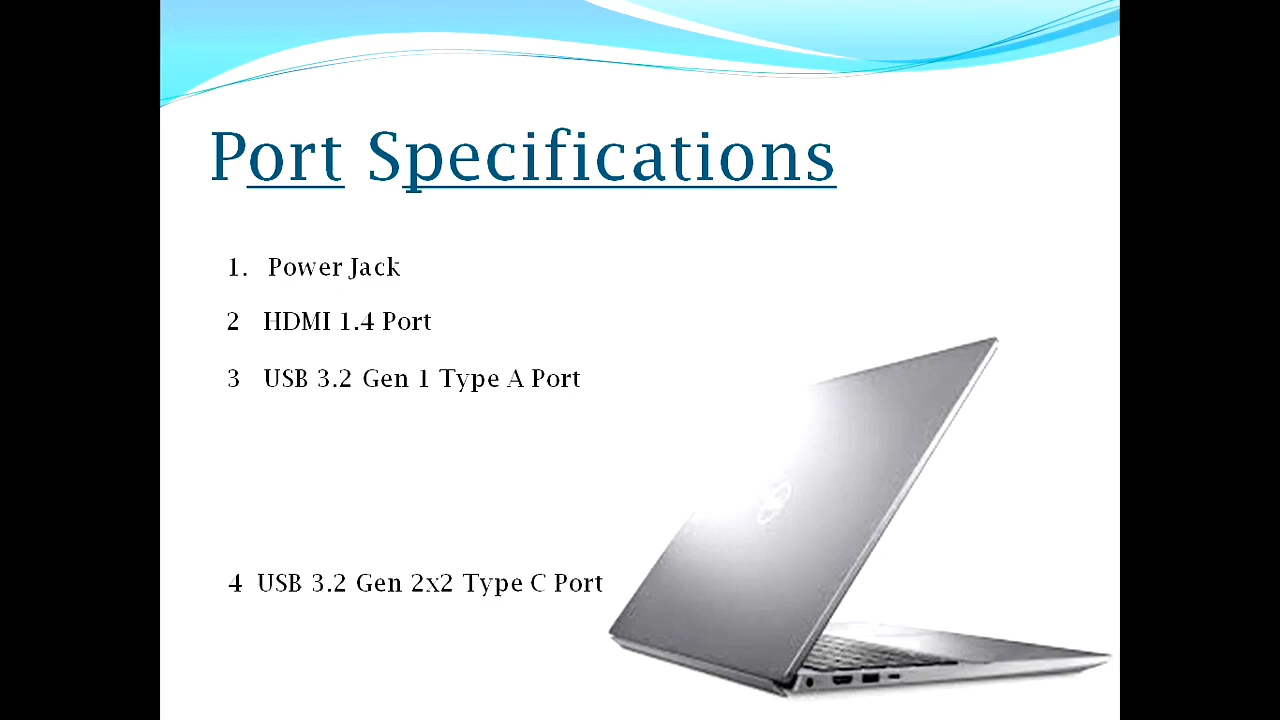 Port Specifications
1. Power Jack
2 HDMI 1.4 Port
3 USB 3.2 Gen 1 Type A Port
4 USB 3.2 Gen 2x2 Type C Port